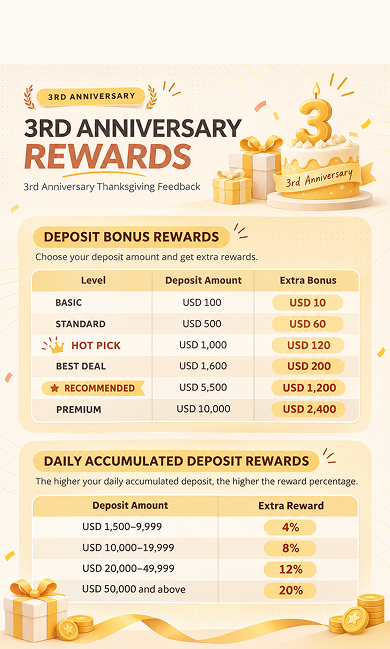 3RD ANNIVERSARY
3RD ANNIVERSARY
REWARDS
3rd Anniversary Thanksgiving Feedback
3
3rd Anniversary
DEPOSIT BONUS REWARDS
Choose your deposit amount and get extra rewards.
Level Deposit Amount Extra Bonus
BASIC USD 100 USD 10
STANDARD USD 500 USD 60
HOT PICK USD 1,000 USD 120
BEST DEAL USD 1,600 USD 200
RECOMMENDED USD 5,500 USD 1,200
PREMIUM USD 10,000 USD 2,400
DAILY ACCUMULATED DEPOSIT REWARDS
The higher your daily accumulated deposit, the higher the reward percentage.
Deposit Amount Extra Reward
USD 1,500–9,999 4%
USD 10,000–19,999 8%
USD 20,000–49,999 12%
USD 50,000 and above 20%